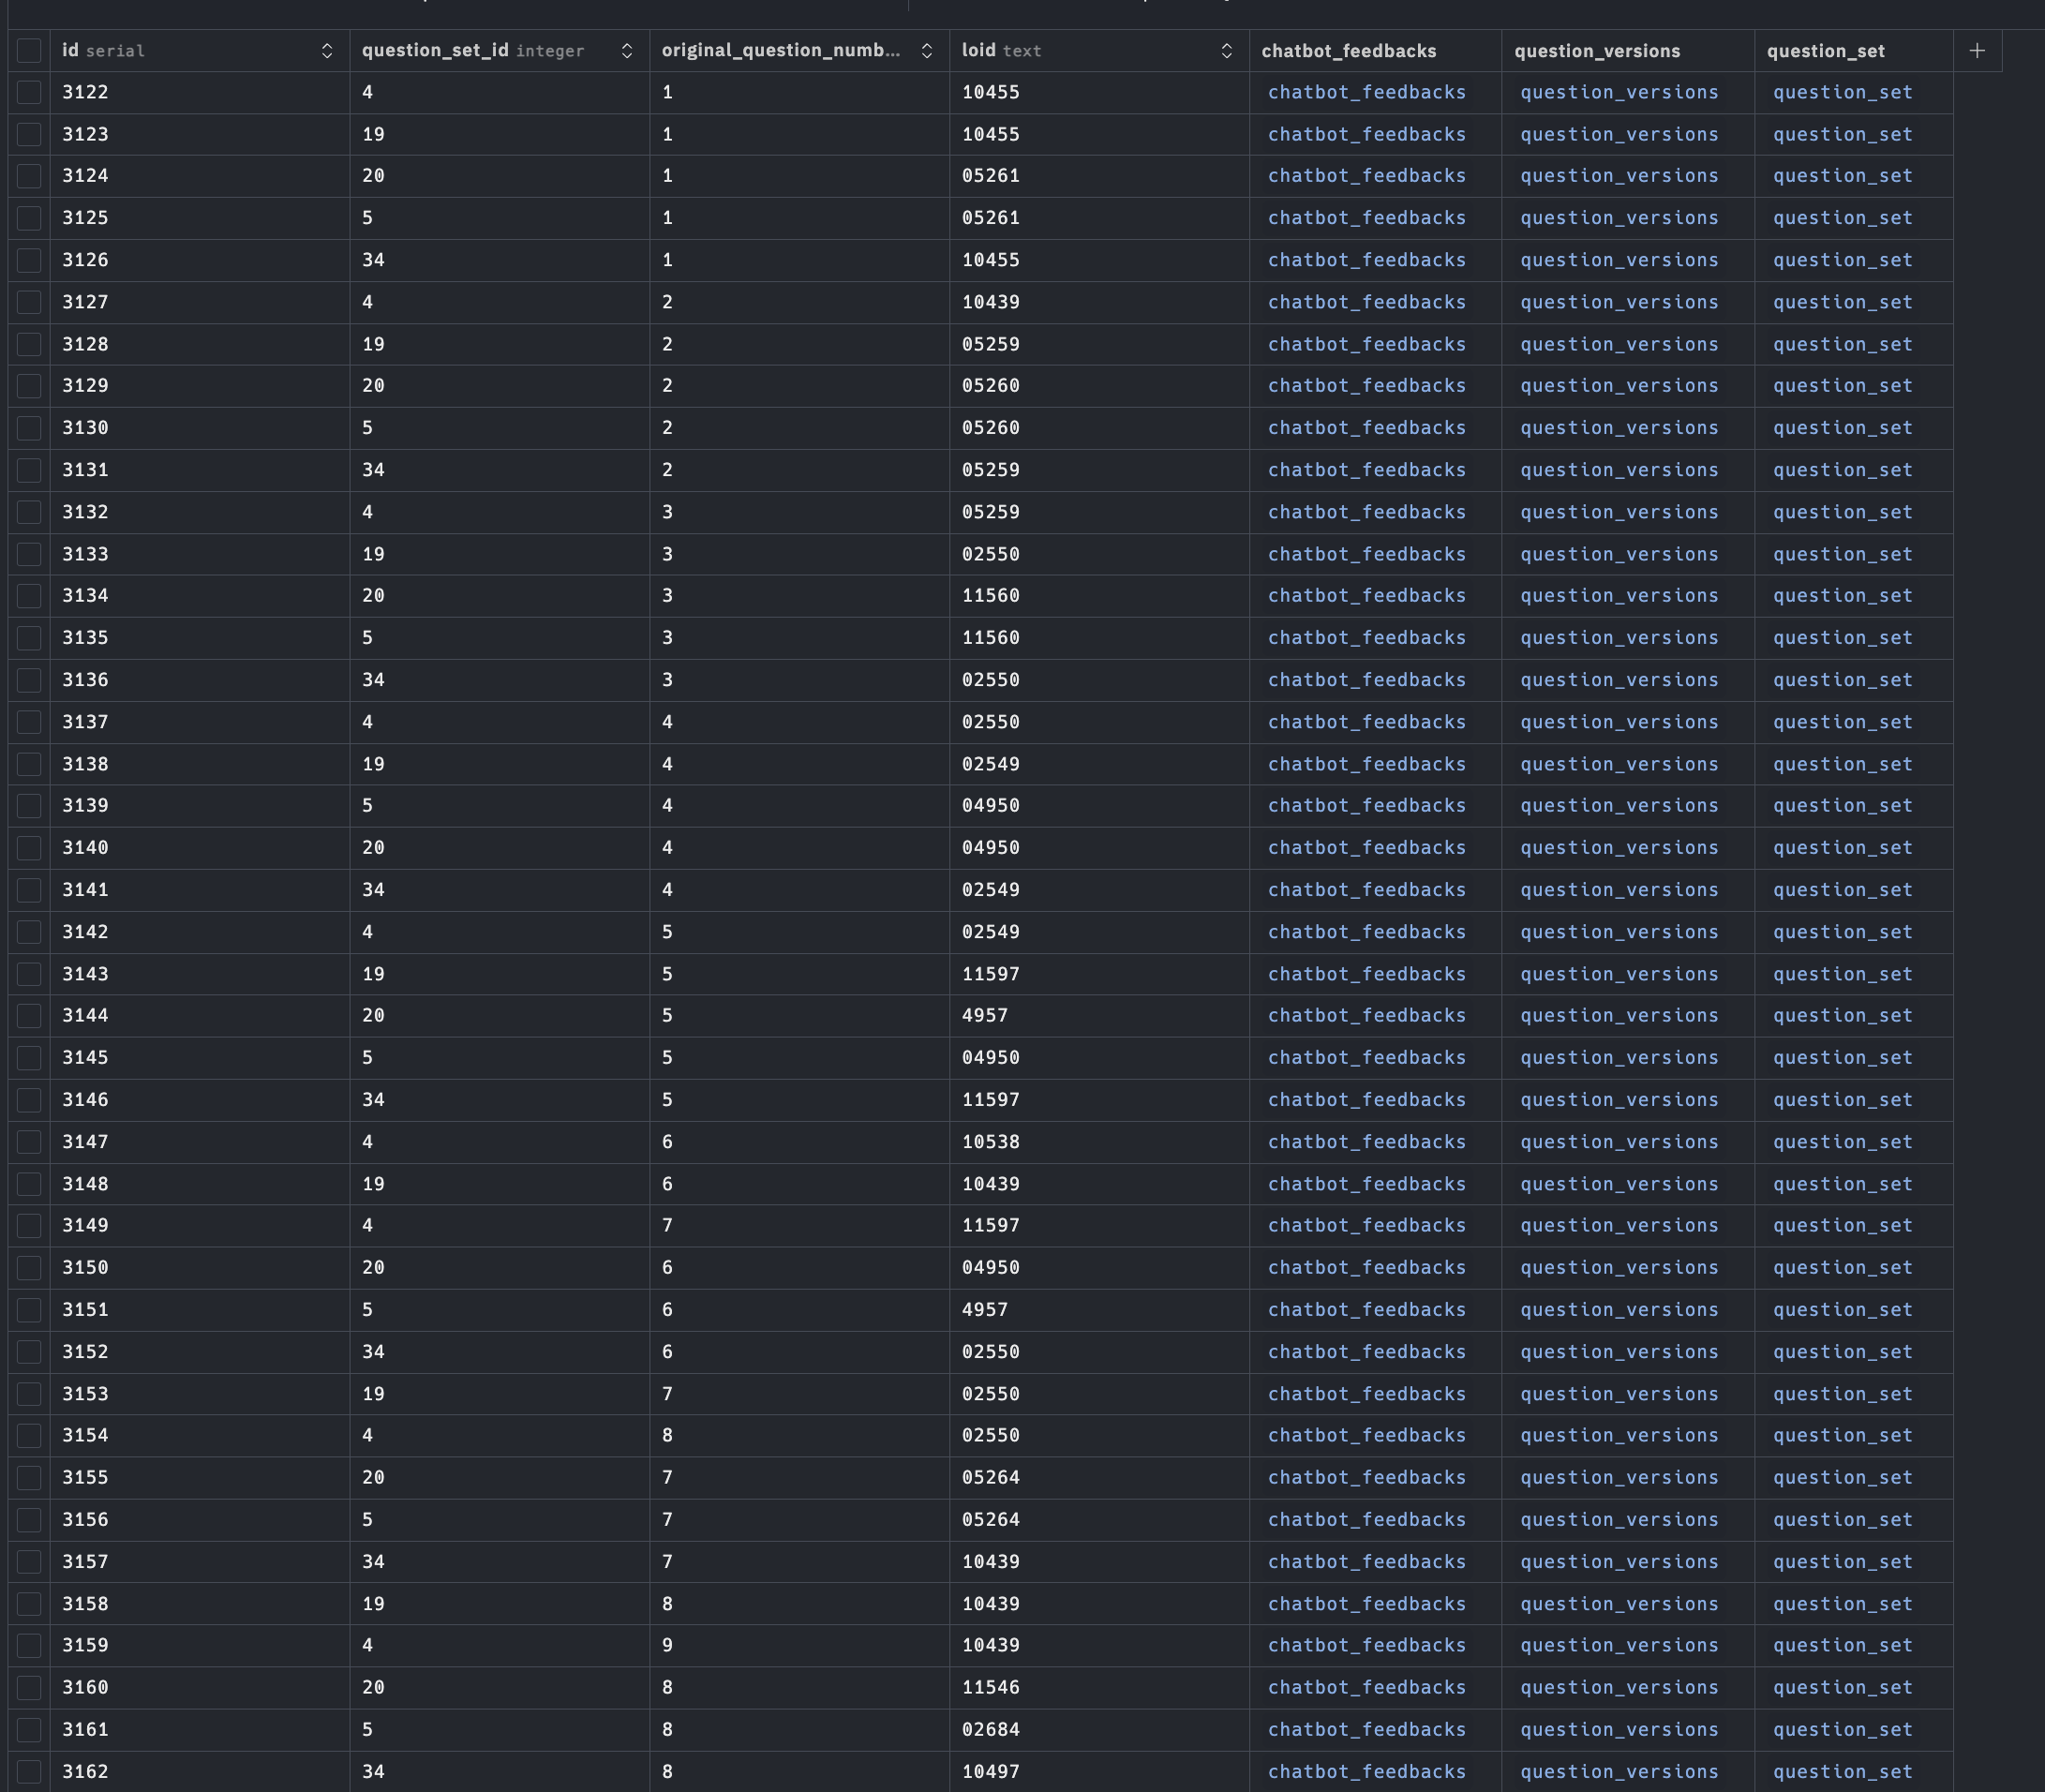 id serial question_set_id integer original_question_numb... loid text chatbot_feedbacks question_versions question_set +
3122 4 1 10455 chatbot_feedbacks question_versions question_set
3123 19 1 10455 chatbot_feedbacks question_versions question_set
3124 20 1 05261 chatbot_feedbacks question_versions question_set
3125 5 1 05261 chatbot_feedbacks question_versions question_set
3126 34 1 10455 chatbot_feedbacks question_versions question_set
3127 4 2 10439 chatbot_feedbacks question_versions question_set
3128 19 2 05259 chatbot_feedbacks question_versions question_set
3129 20 2 05260 chatbot_feedbacks question_versions question_set
3130 5 2 05260 chatbot_feedbacks question_versions question_set
3131 34 2 05259 chatbot_feedbacks question_versions question_set
3132 4 3 05259 chatbot_feedbacks question_versions question_set
3133 19 3 02550 chatbot_feedbacks question_versions question_set
3134 20 3 11560 chatbot_feedbacks question_versions question_set
3135 5 3 11560 chatbot_feedbacks question_versions question_set
3136 34 3 02550 chatbot_feedbacks question_versions question_set
3137 4 4 02550 chatbot_feedbacks question_versions question_set
3138 19 4 02549 chatbot_feedbacks question_versions question_set
3139 5 4 04950 chatbot_feedbacks question_versions question_set
3140 20 4 04950 chatbot_feedbacks question_versions question_set
3141 34 4 02549 chatbot_feedbacks question_versions question_set
3142 4 5 02549 chatbot_feedbacks question_versions question_set
3143 19 5 11597 chatbot_feedbacks question_versions question_set
3144 20 5 4957 chatbot_feedbacks question_versions question_set
3145 5 5 04950 chatbot_feedbacks question_versions question_set
3146 34 5 11597 chatbot_feedbacks question_versions question_set
3147 4 6 10538 chatbot_feedbacks question_versions question_set
3148 19 6 10439 chatbot_feedbacks question_versions question_set
3149 4 7 11597 chatbot_feedbacks question_versions question_set
3150 20 6 04950 chatbot_feedbacks question_versions question_set
3151 5 6 4957 chatbot_feedbacks question_versions question_set
3152 34 6 02550 chatbot_feedbacks question_versions question_set
3153 19 7 02550 chatbot_feedbacks question_versions question_set
3154 4 8 02550 chatbot_feedbacks question_versions question_set
3155 20 7 05264 chatbot_feedbacks question_versions question_set
3156 5 7 05264 chatbot_feedbacks question_versions question_set
3157 34 7 10439 chatbot_feedbacks question_versions question_set
3158 19 8 10439 chatbot_feedbacks question_versions question_set
3159 4 9 10439 chatbot_feedbacks question_versions question_set
3160 20 8 11546 chatbot_feedbacks question_versions question_set
3161 5 8 02684 chatbot_feedbacks question_versions question_set
3162 34 8 10497 chatbot_feedbacks question_versions question_set